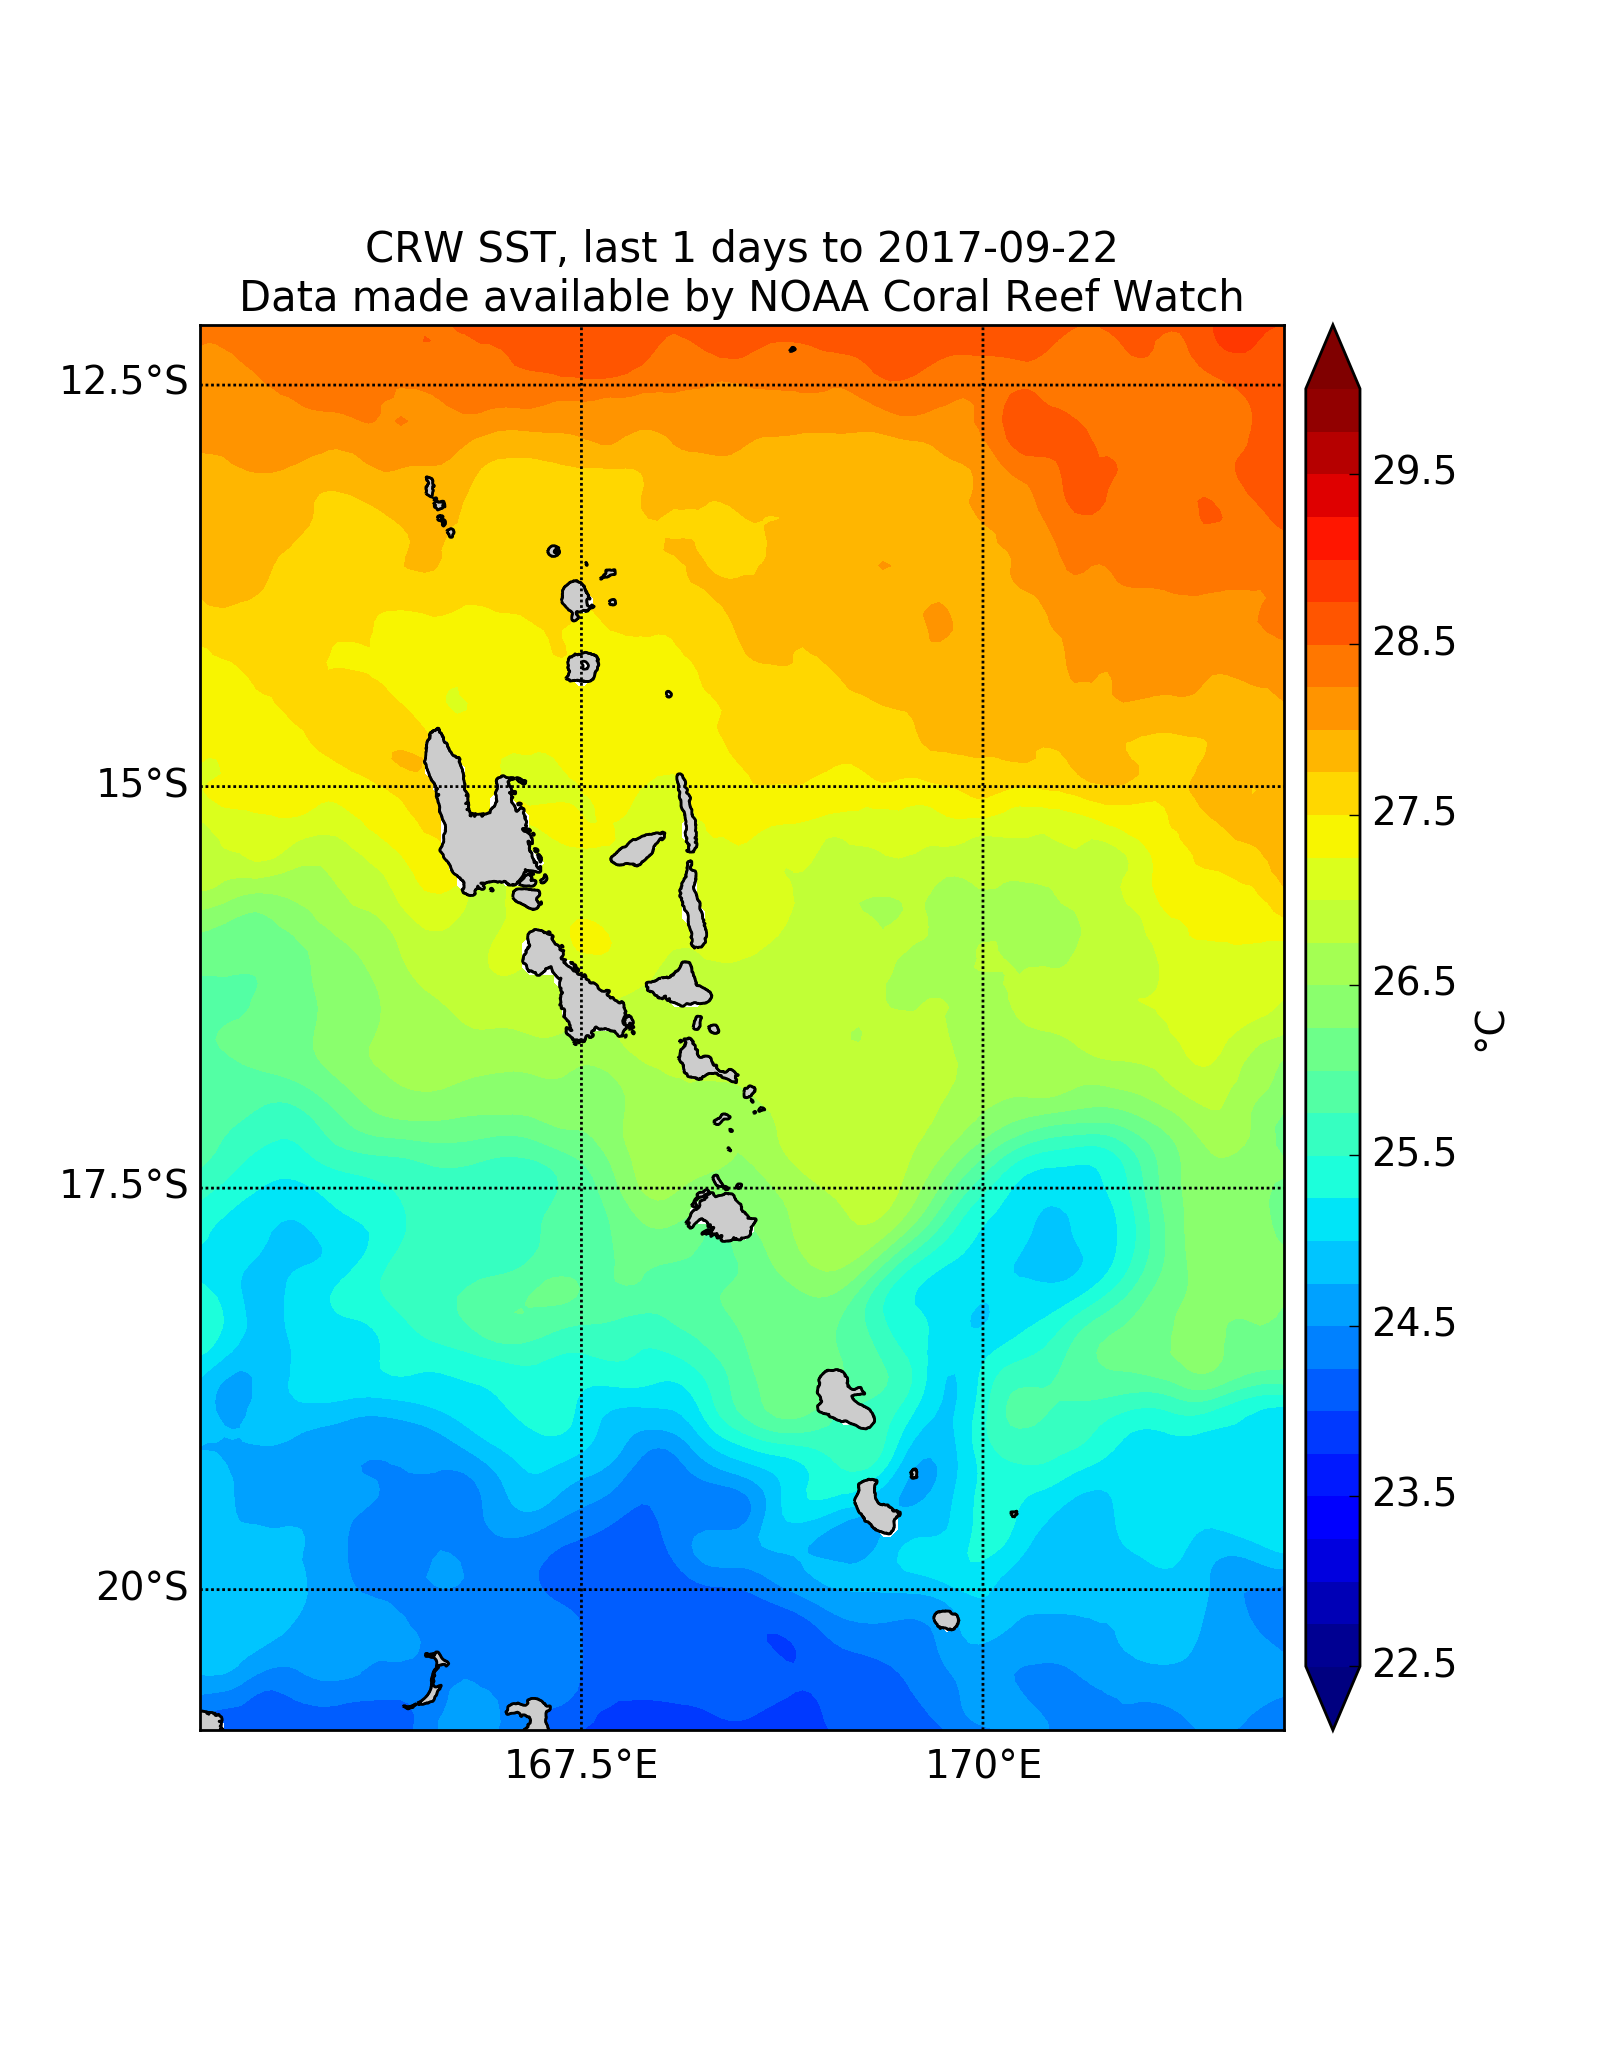 CRW SST, last 1 days to 2017-09-22
Data made available by NOAA Coral Reef Watch
12.5°S
15°S
17.5°S
20°S
167.5°E
170°E
29.5
28.5
27.5
26.5
25.5
24.5
23.5
22.5
°C